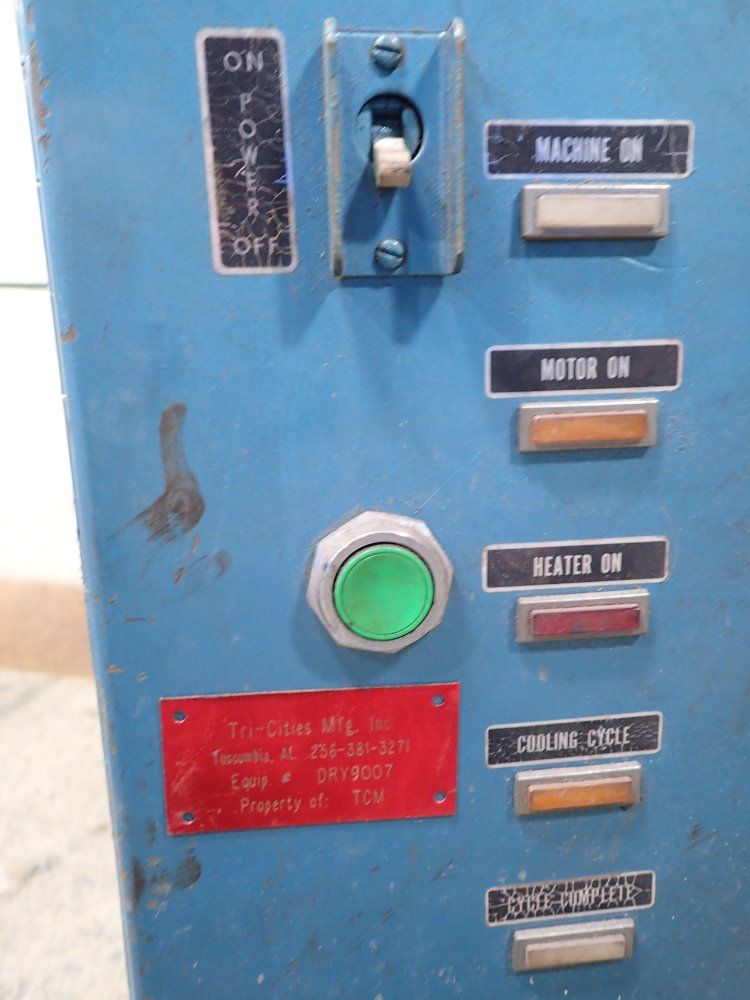 ON
POWER
OFF
MACHINE ON
MOTOR ON
HEATER ON
Tri-Cities Mfg. Inc
Tuscumbia, AL 256-381-3271
Equip. # DRY9007
Property of: TCM
COOLING CYCLE
CYCLE COMPLETE